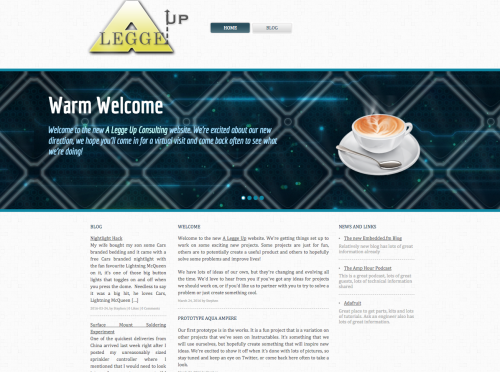 UP
A LEGGE
HOME
BLOG
Warm Welcome
Welcome to the new A Legge Up Consulting website. We're excited about our new
direction, we hope you'll come in for a virtual visit and come back often to see what
we're doing!
BLOG
Nightlight Hack
My wife bought my son some Cars
branded bedding and it came with a
free Cars branded nightlight with
the fan favourite Lightning McQueen
on it, it's one of those big button
lights that toggles on and off when
you press the dome. Needless to say
it was a big hit, he loves Cars,
Lightning McQueen [...]
Surface Mount Soldering
Experiment
One of the quickest deliveries from
China arrived last week right after I
posted my unreasonably sized
sprinkler controller where I
mentioned that I would need to look
WELCOME
Welcome to the new A Legge Up website. We're getting things set up to
work on some exciting new projects. Some projects are just for fun,
others are to potentially create a useful product and others to hopefully
solve some problems and improve lives!
We have lots of ideas of our own, but they're changing and evolving all
the time. We'd love to hear from you if you've got any ideas for projects
we should work on, or if you'd like us to partner with you to try to solve a
problem or just create something cool.
PROTOTYPE AQUA AMPERE
Our first prototype is in the works. It is a fun project that is a variation on
other projects that we've seen on Instructables. It's something that we
will use ourselves, but hopefully create something that will inspire new
ideas. We're excited to show it off when it's done with lots of pictures, so
stay tuned and keep an eye on Twitter, or come back here often to take a
look.
NEWS AND LINKS
The new Embedded.fm Blog
Relatively new blog has lots of great
information already
The Amp Hour Podcast
This is a great podcast, lots of great
guests, lots of technical information
shared
Adafruit
Great place to get parts, kits and lots
of tutorials. Ask an engineer also has
lots of great information.